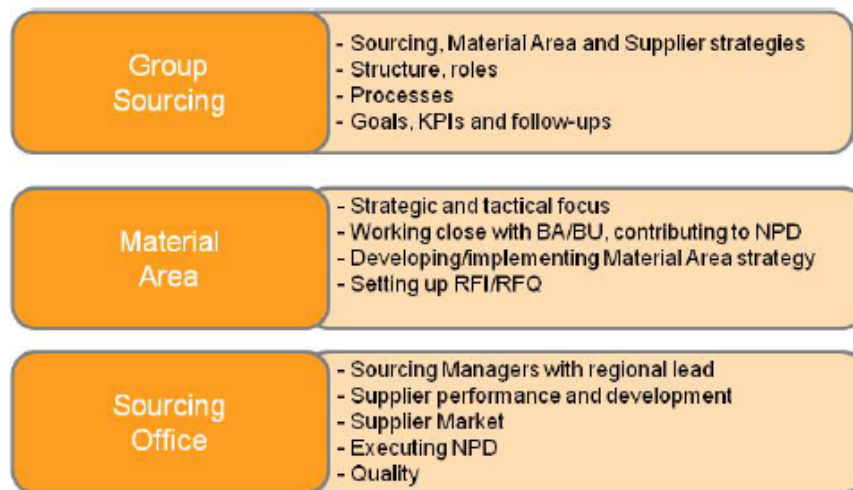 Group
Sourcing
- Sourcing, Material Area and Supplier strategies
- Structure, roles
- Processes
- Goals, KPIs and follow-ups
Material
Area
- Strategic and tactical focus
- Working close with BA/BU, contributing to NPD
- Developing/implementing Material Area strategy
- Setting up RFI/RFQ
Sourcing
Office
- Sourcing Managers with regional lead
- Supplier performance and development
- Supplier Market
- Executing NPD
- Quality